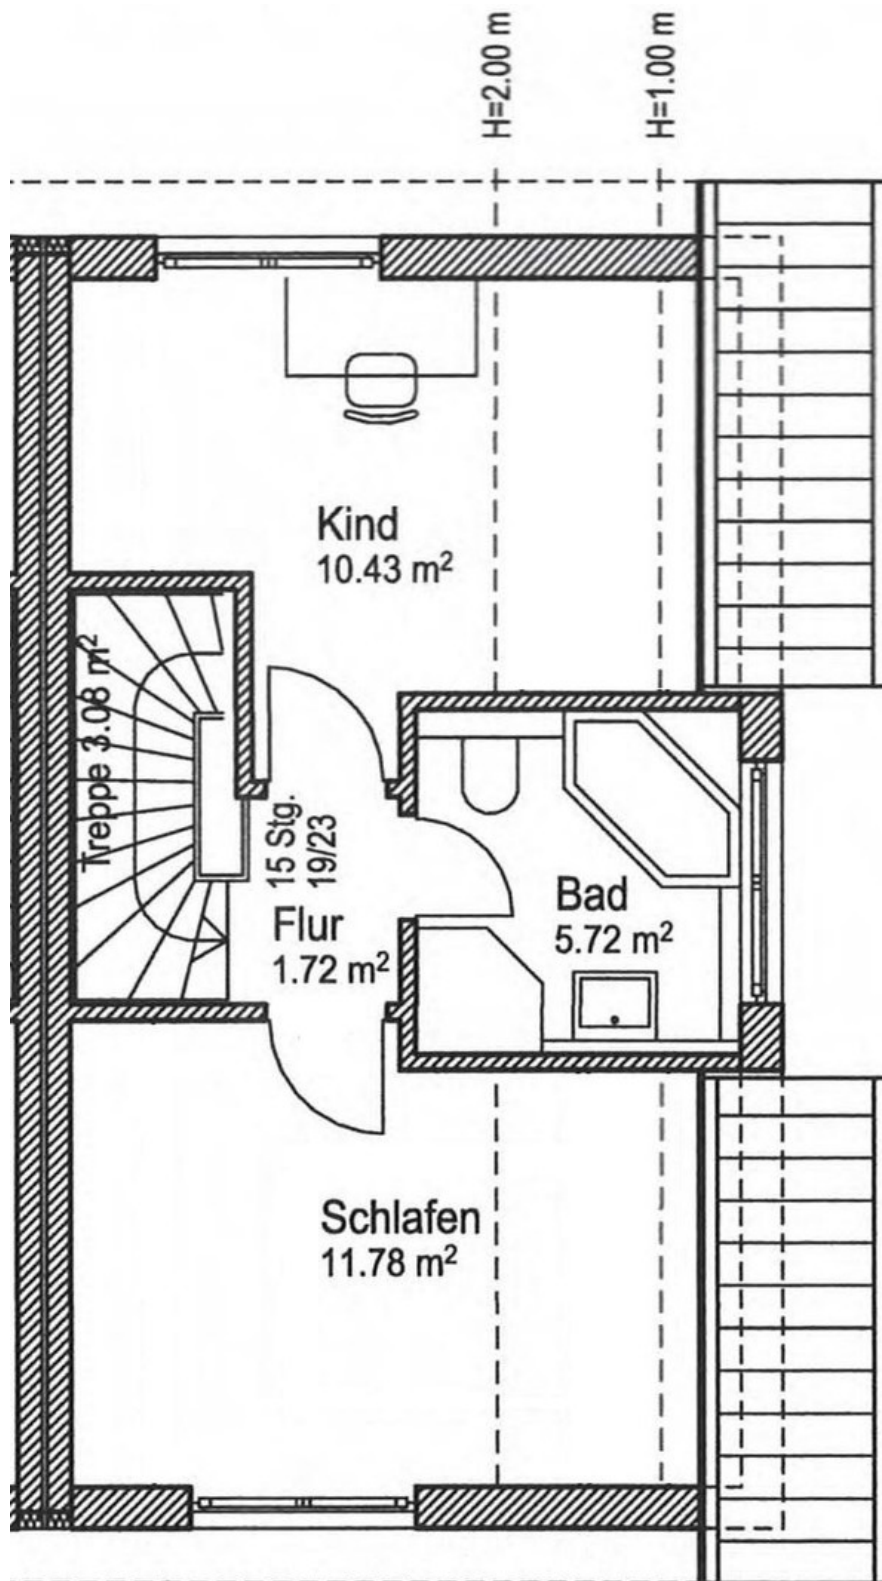 H=2.00 m
H=1.00 m
Kind
10.43 m²
Treppe 3.08 m²
15 Stg.
19/23
Flur
1.72 m²
Bad
5.72 m²
Schlafen
11.78 m²